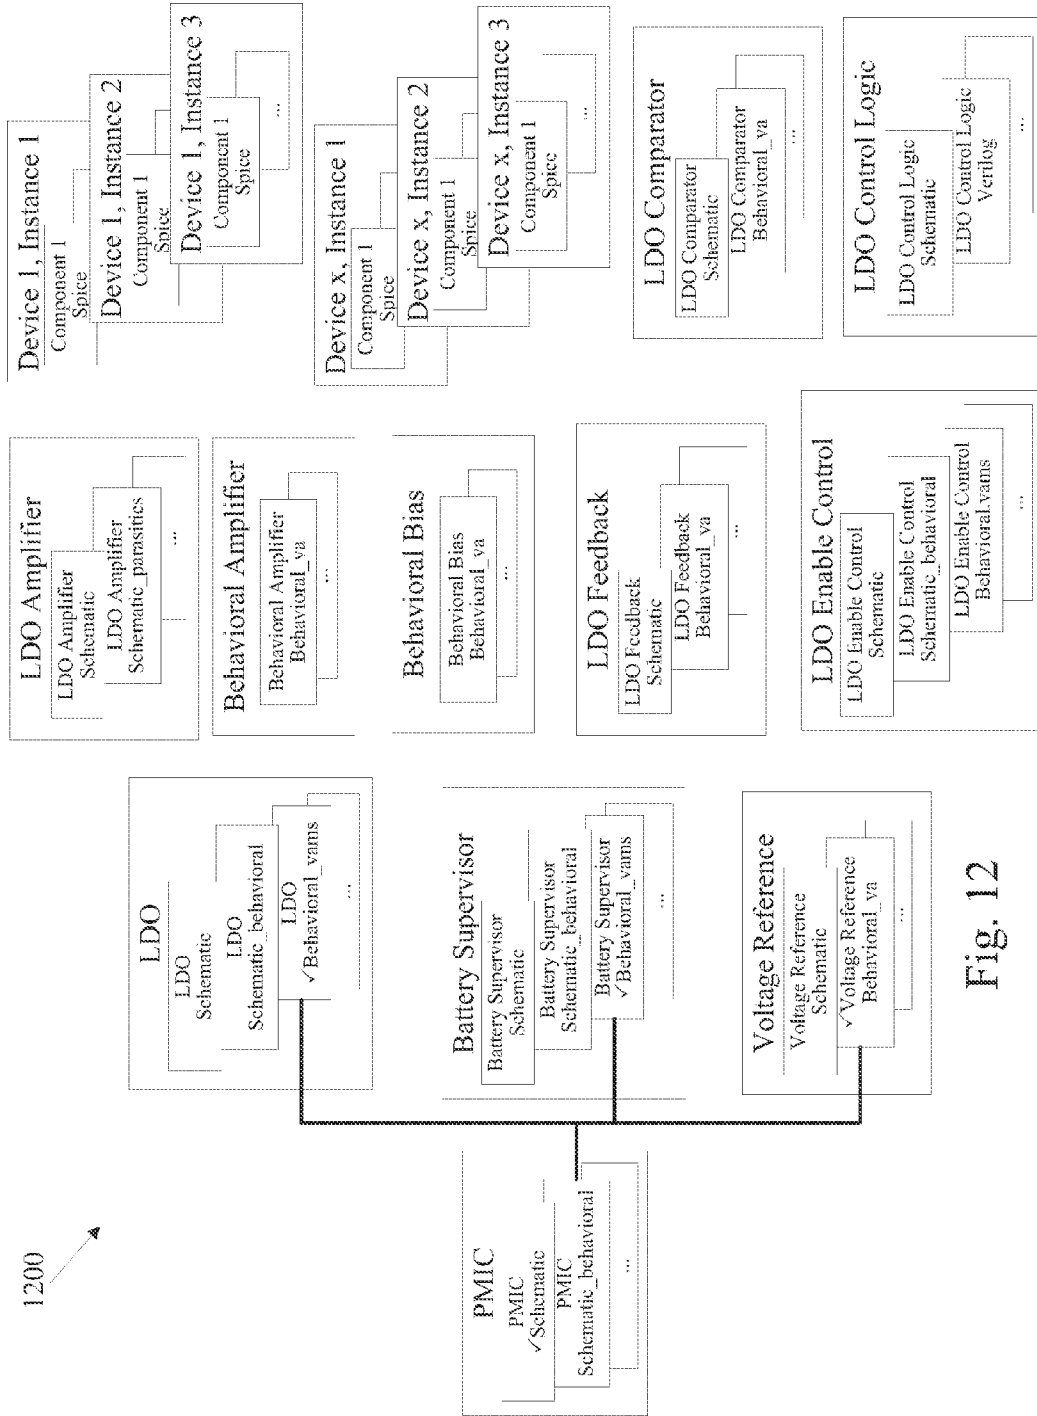 1200
PMIC
PMIC
✓Schematic
PMIC
Schematic_behavioral
...
LDO
LDO
Schematic
LDO
Schematic_behavioral
LDO
✓Behavioral_vams
...
Battery Supervisor
Battery Supervisor
Schematic
Battery Supervisor
Schematic_behavioral
Battery Supervisor
✓Behavioral_vams
...
Voltage Reference
Voltage Reference
Schematic
✓Voltage Reference
Behavioral_va
...
LDO Amplifier
LDO Amplifier
Schematic
LDO Amplifier
Schematic_parasitics
...
Behavioral Amplifier
Behavioral Amplifier
Behavioral_va
...
Behavioral Bias
Behavioral Bias
Behavioral_va
...
LDO Feedback
LDO Feedback
Schematic
LDO Feedback
Behavioral_va
...
LDO Enable Control
LDO Enable Control
Schematic
LDO Enable Control
Schematic_behavioral
LDO Enable Control
Behavioral.vams
...
Device 1, Instance 1
Component 1
Spice
Device 1, Instance 2
Component 1
Spice
Device 1, Instance 3
Component 1
Spice
...
Device x, Instance 1
Component 1
Spice
Device x, Instance 2
Component 1
Spice
Device x, Instance 3
Component 1
Spice
...
LDO Comparator
LDO Comparator
Schematic
LDO Comparator
Behavioral_va
...
LDO Control Logic
LDO Control Logic
Schematic
LDO Control Logic
Verilog
...
Fig. 12